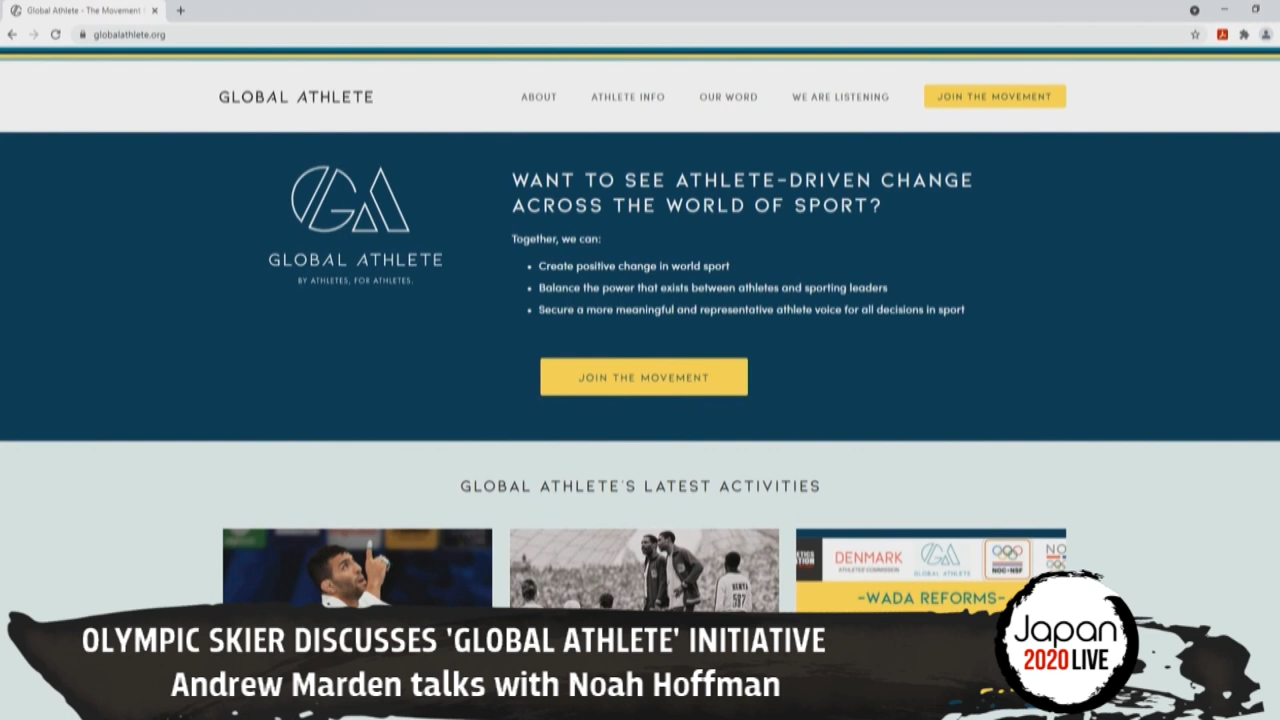 Global Athlete - The Movement
globalathlete.org
GLOBAL ATHLETE
ABOUT
ATHLETE INFO
OUR WORD
WE ARE LISTENING
JOIN THE MOVEMENT
GLOBAL ATHLETE
BY ATHLETES, FOR ATHLETES.
WANT TO SEE ATHLETE-DRIVEN CHANGE
ACROSS THE WORLD OF SPORT?
Together, we can:
• Create positive change in world sport
• Balance the power that exists between athletes and sporting leaders
• Secure a more meaningful and representative athlete voice for all decisions in sport
JOIN THE MOVEMENT
GLOBAL ATHLETE'S LATEST ACTIVITIES
KENYA
587
DENMARK
ATHLETES' COMMISSION
GLOBAL ATHLETE
NOC*NSF
NO
-WADA REFORMS-
OLYMPIC SKIER DISCUSSES 'GLOBAL ATHLETE' INITIATIVE
Andrew Marden talks with Noah Hoffman
Japan
2020 LIVE